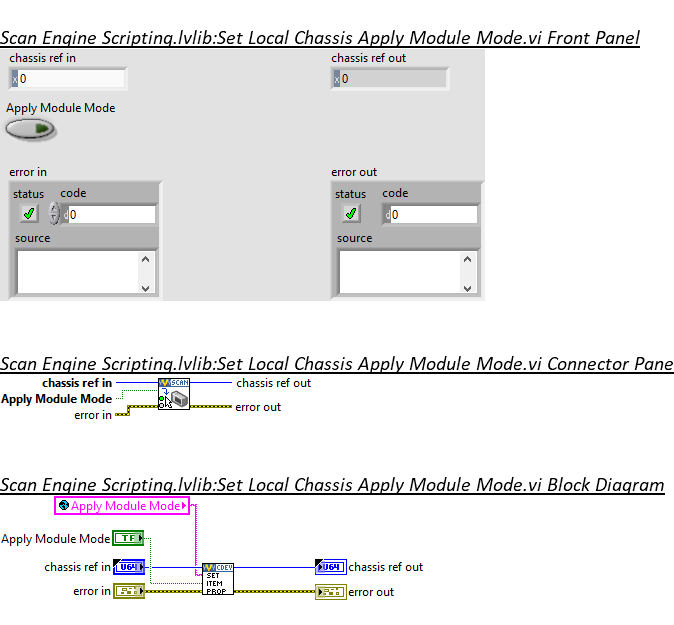 Scan Engine Scripting.lvlib:Set Local Chassis Apply Module Mode.vi Front Panel
chassis ref in
chassis ref out
x 0
x 0
Apply Module Mode
error in
error out
status code
status code
d 0
d 0
source
source
Scan Engine Scripting.lvlib:Set Local Chassis Apply Module Mode.vi Connector Pane
chassis ref in
SCAN
chassis ref out
Apply Module Mode
error in
error out
Scan Engine Scripting.lvlib:Set Local Chassis Apply Module Mode.vi Block Diagram
Apply Module Mode
Apply Module Mode
TF
chassis ref in
U64
CDEV
U64
chassis ref out
SET
ITEM
PROP
error in
error out